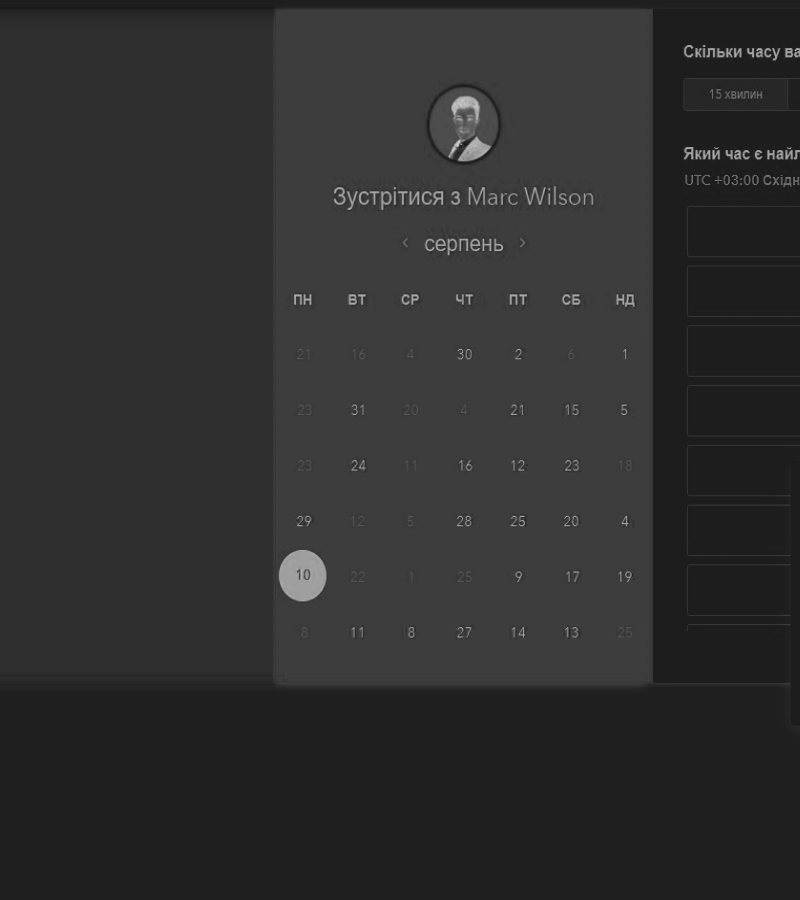 Зустрітися з Marc Wilson
‹ серпень ›
ПН ВТ СР ЧТ ПТ СБ НД
21 16 4 30 2 6 1
23 31 20 4 21 15 5
23 24 11 16 12 23 18
29 12 5 28 25 20 4
10 22 1 25 9 17 19
8 11 8 27 14 13 25
Скільки часу ва
15 хвилин
Який час є найл
UTC +03:00 Східн